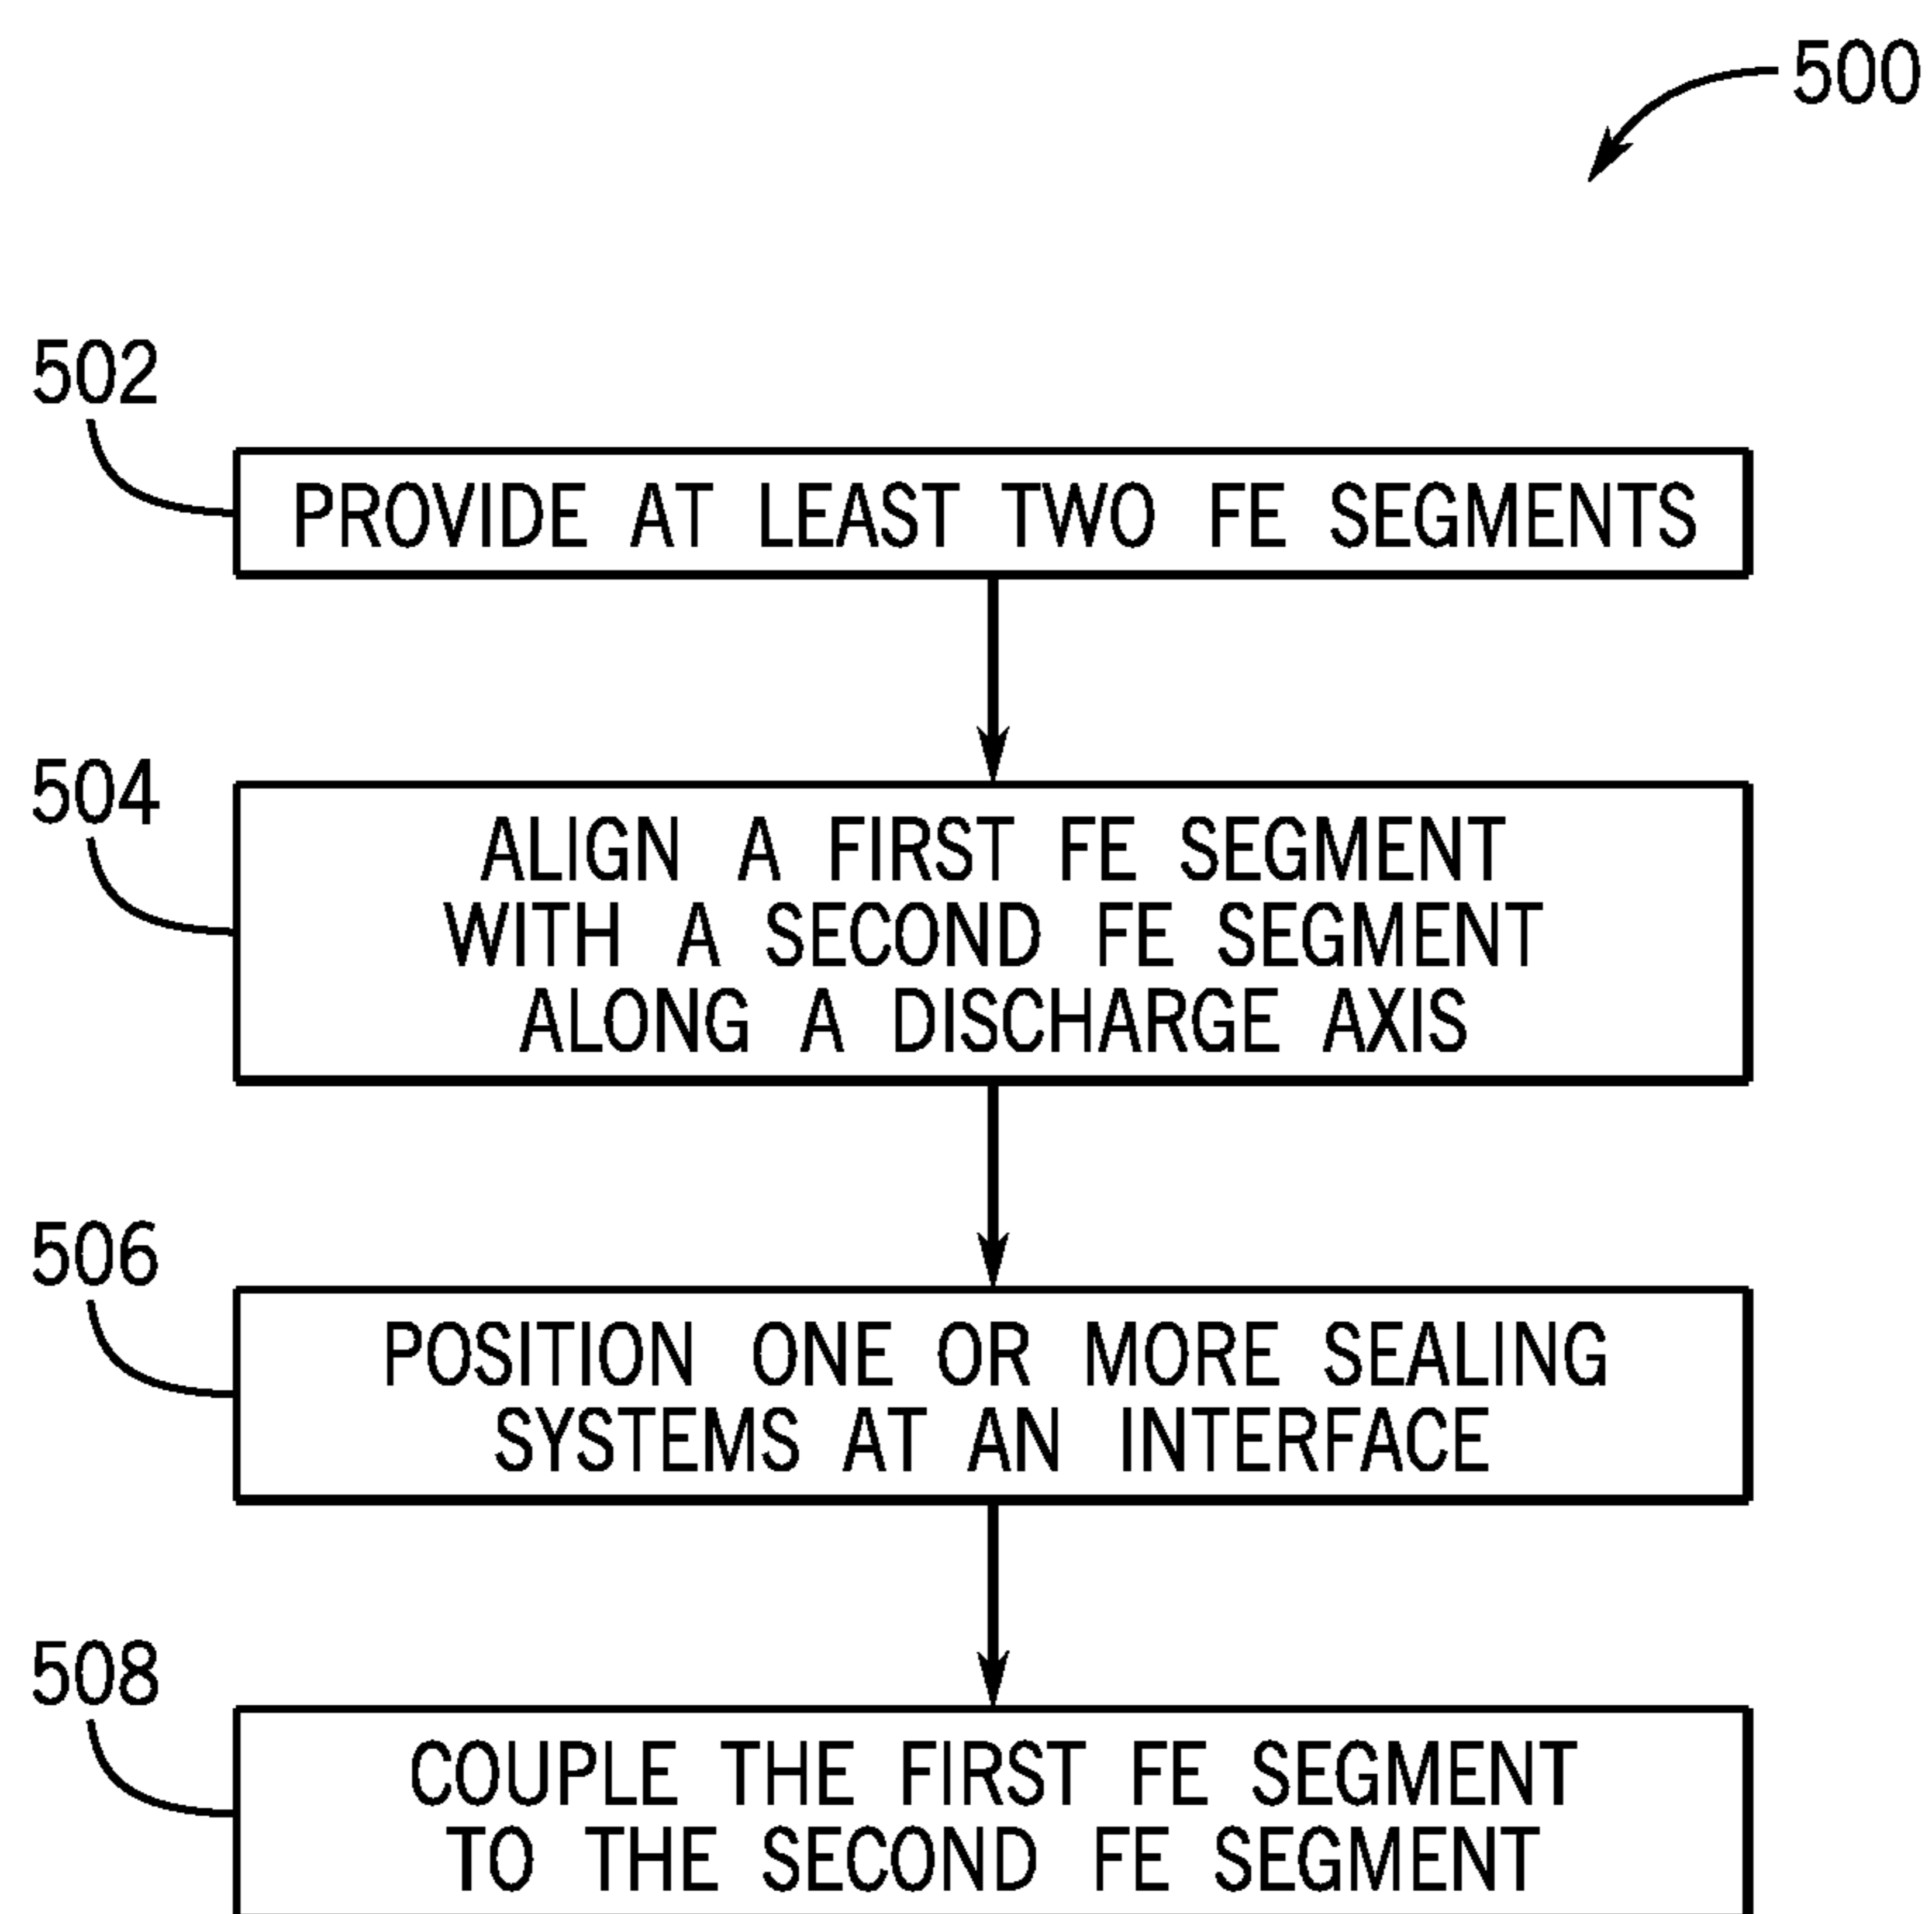 500
502
PROVIDE AT LEAST TWO FE SEGMENTS
504
ALIGN A FIRST FE SEGMENT
WITH A SECOND FE SEGMENT
ALONG A DISCHARGE AXIS
506
POSITION ONE OR MORE SEALING
SYSTEMS AT AN INTERFACE
508
COUPLE THE FIRST FE SEGMENT
TO THE SECOND FE SEGMENT